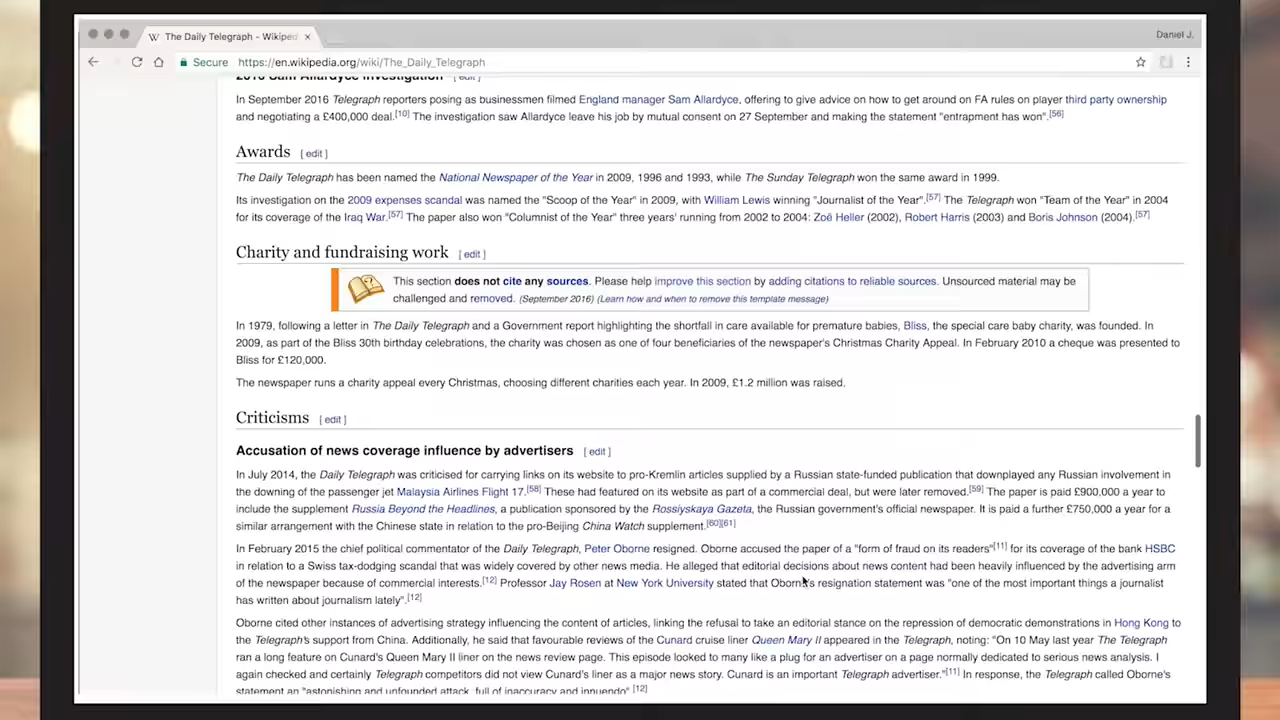 The Daily Telegraph - Wikiped
Daniel J.
Secure https://en.wikipedia.org/wiki/The_Daily_Telegraph
2016 Sam Allardyce investigation [ edit ]
In September 2016 Telegraph reporters posing as businessmen filmed England manager Sam Allardyce, offering to give advice on how to get around on FA rules on player third party ownership
and negotiating a £400,000 deal.[10] The investigation saw Allardyce leave his job by mutual consent on 27 September and making the statement "entrapment has won".[56]
Awards [ edit ]
The Daily Telegraph has been named the National Newspaper of the Year in 2009, 1996 and 1993, while The Sunday Telegraph won the same award in 1999.
Its investigation on the 2009 expenses scandal was named the "Scoop of the Year" in 2009, with William Lewis winning "Journalist of the Year".[57] The Telegraph won "Team of the Year" in 2004
for its coverage of the Iraq War.[57] The paper also won "Columnist of the Year" three years' running from 2002 to 2004: Zoë Heller (2002), Robert Harris (2003) and Boris Johnson (2004).[57]
Charity and fundraising work [ edit ]
This section does not cite any sources. Please help improve this section by adding citations to reliable sources. Unsourced material may be
challenged and removed. (September 2016) (Learn how and when to remove this template message)
In 1979, following a letter in The Daily Telegraph and a Government report highlighting the shortfall in care available for premature babies, Bliss, the special care baby charity, was founded. In
2009, as part of the Bliss 30th birthday celebrations, the charity was chosen as one of four beneficiaries of the newspaper's Christmas Charity Appeal. In February 2010 a cheque was presented to
Bliss for £120,000.
The newspaper runs a charity appeal every Christmas, choosing different charities each year. In 2009, £1.2 million was raised.
Criticisms [ edit ]
Accusation of news coverage influence by advertisers [ edit ]
In July 2014, the Daily Telegraph was criticised for carrying links on its website to pro-Kremlin articles supplied by a Russian state-funded publication that downplayed any Russian involvement in
the downing of the passenger jet Malaysia Airlines Flight 17.[58] These had featured on its website as part of a commercial deal, but were later removed.[59] The paper is paid £900,000 a year to
include the supplement Russia Beyond the Headlines, a publication sponsored by the Rossiyskaya Gazeta, the Russian government's official newspaper. It is paid a further £750,000 a year for a
similar arrangement with the Chinese state in relation to the pro-Beijing China Watch supplement.[60][61]
In February 2015 the chief political commentator of the Daily Telegraph, Peter Oborne resigned. Oborne accused the paper of a "form of fraud on its readers"[11] for its coverage of the bank HSBC
in relation to a Swiss tax-dodging scandal that was widely covered by other news media. He alleged that editorial decisions about news content had been heavily influenced by the advertising arm
of the newspaper because of commercial interests.[12] Professor Jay Rosen at New York University stated that Oborne's resignation statement was "one of the most important things a journalist
has written about journalism lately".[12]
Oborne cited other instances of advertising strategy influencing the content of articles, linking the refusal to take an editorial stance on the repression of democratic demonstrations in Hong Kong to
the Telegraph's support from China. Additionally, he said that favourable reviews of the Cunard cruise liner Queen Mary II appeared in the Telegraph, noting: "On 10 May last year The Telegraph
ran a long feature on Cunard's Queen Mary II liner on the news review page. This episode looked to many like a plug for an advertiser on a page normally dedicated to serious news analysis. I
again checked and certainly Telegraph competitors did not view Cunard's liner as a major news story. Cunard is an important Telegraph advertiser."[11] In response, the Telegraph called Oborne's
statement an "astonishing and unfounded attack, full of inaccuracy and innuendo".[12]